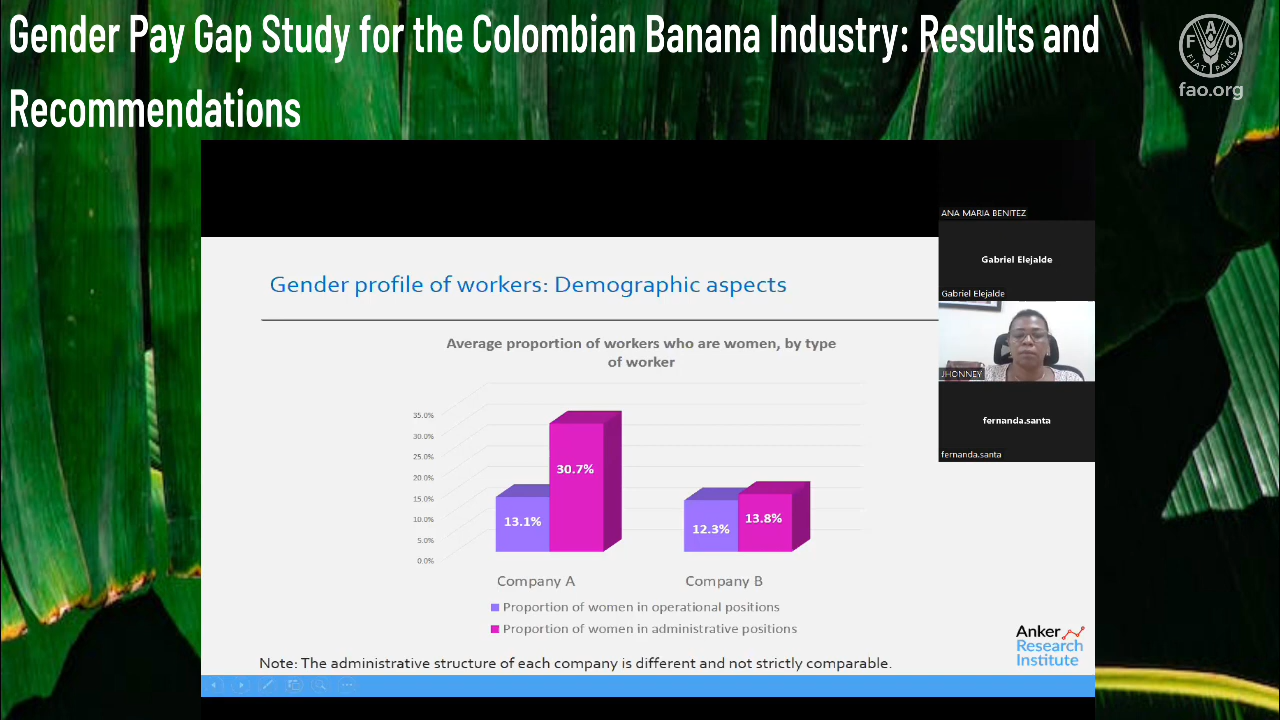 Gender Pay Gap Study for the Colombian Banana Industry: Results and
Recommendations
FAO
FIAT PANIS
fao.org
ANA MARIA BENITEZ
Gabriel Elejalde
Gabriel Elejalde
JHONNEY
fernanda.santa
fernanda.santa
Gender profile of workers: Demographic aspects
Average proportion of workers who are women, by type
of worker
35.0%
30.0%
25.0%
20.0%
15.0%
10.0%
5.0%
0.0%
13.1%
30.7%
12.3%
13.8%
Company A
Company B
Proportion of women in operational positions
Proportion of women in administrative positions
Anker
Research
Institute
Note: The administrative structure of each company is different and not strictly comparable.